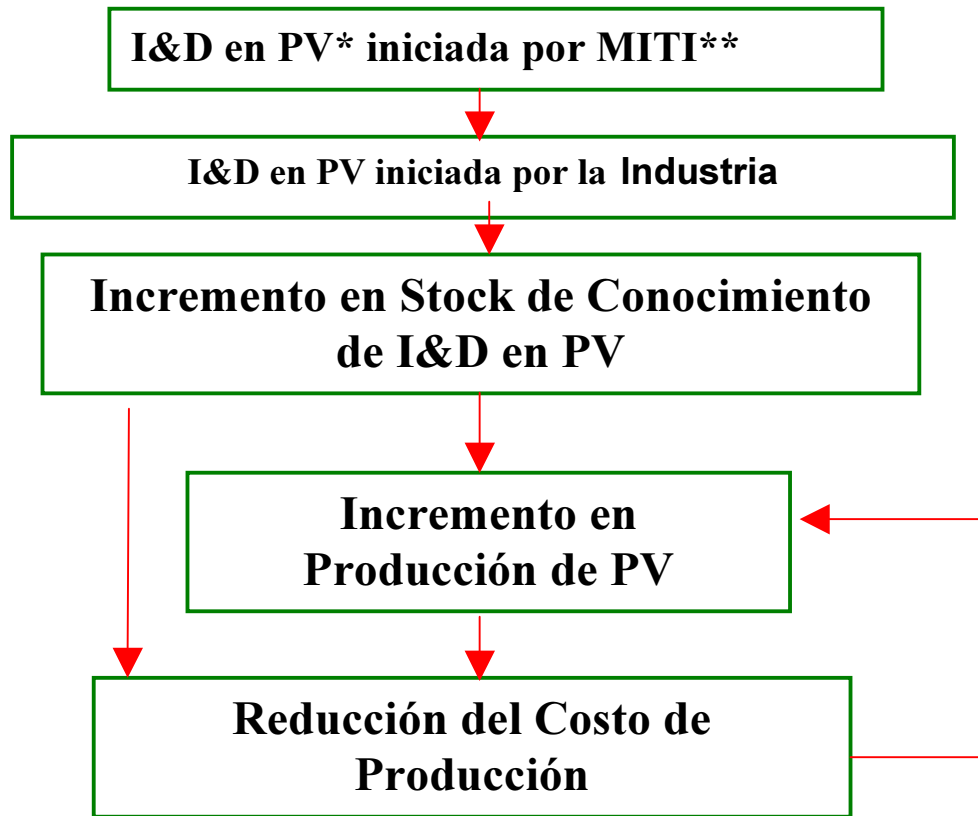 I&D en PV* iniciada por MITI**
I&D en PV iniciada por la Industria
Incremento en Stock de Conocimiento
de I&D en PV
Incremento en
Producción de PV
Reducción del Costo de
Producción